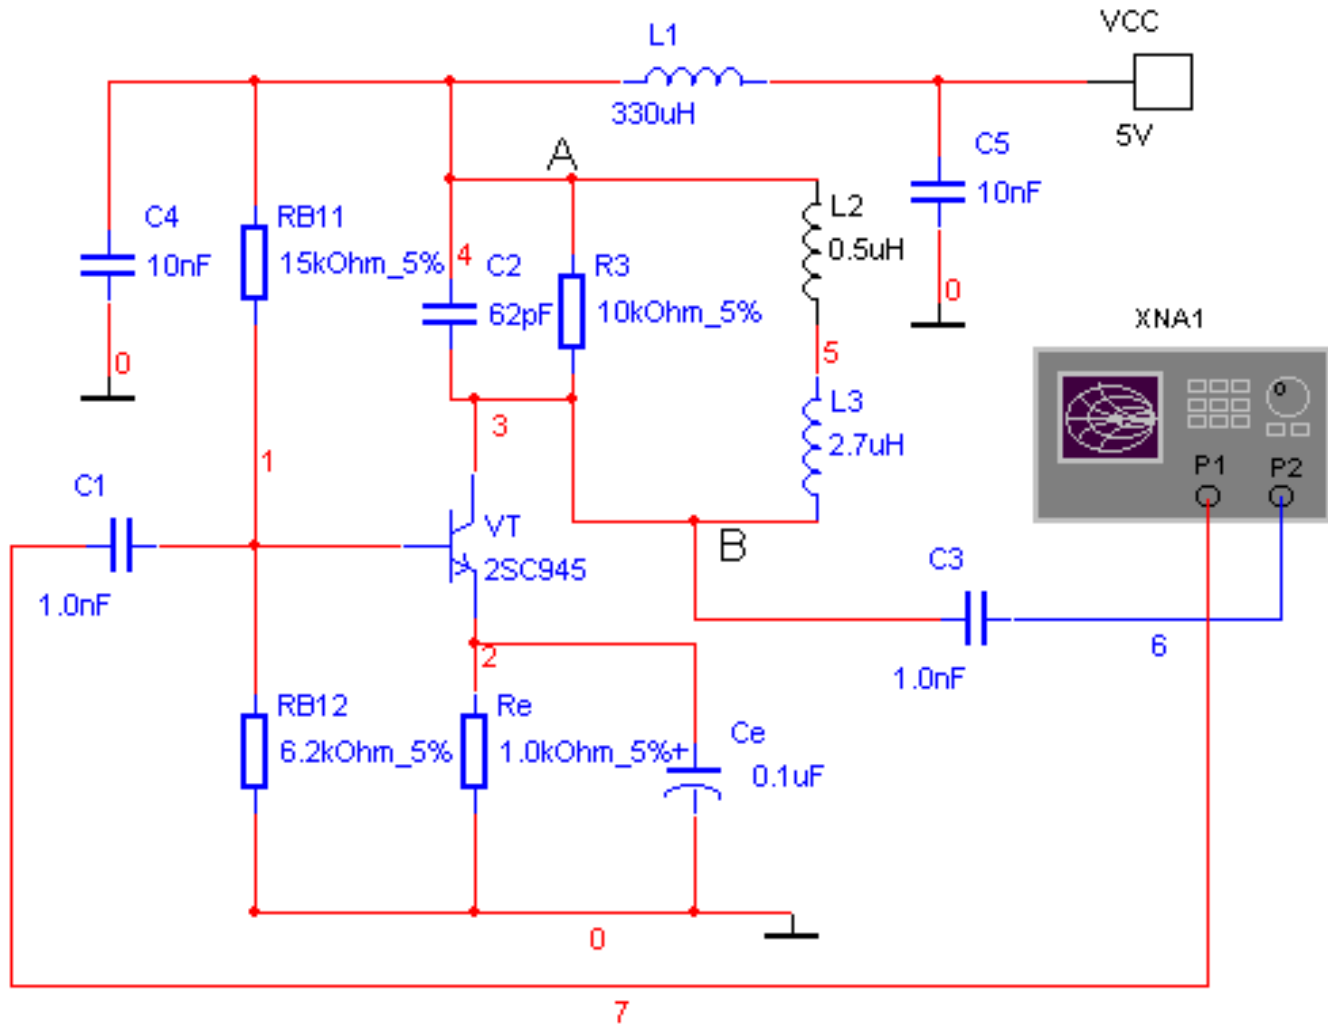 VCC
L1
330uH
5V
C5
10nF
A
C4
10nF
RB11
15kOhm_5%
4
C2
62pF
R3
10kOhm_5%
L2
0.5uH
0
XNA1
0
5
L3
2.7uH
3
P1
P2
1
C1
1.0nF
VT
2SC945
B
C3
1.0nF
6
2
RB12
6.2kOhm_5%
Re
1.0kOhm_5%
+
Ce
0.1uF
0
7